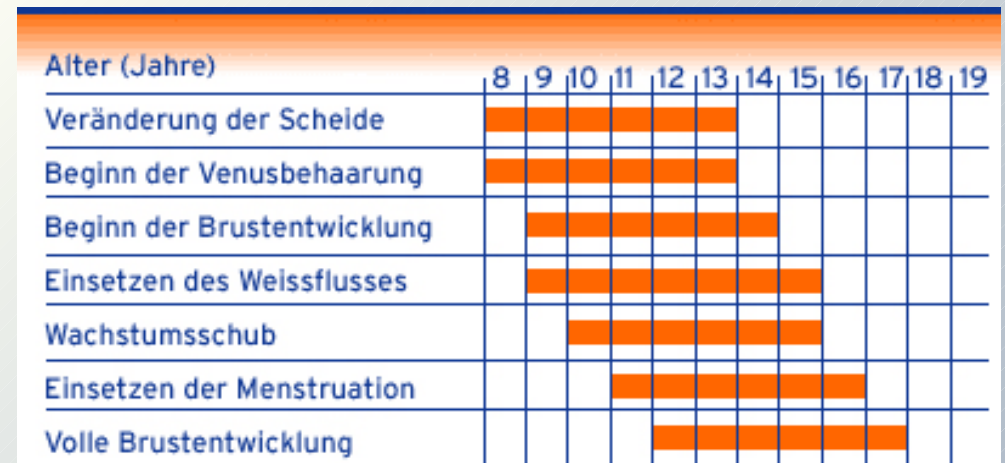 Alter (Jahre) 8 9 10 11 12 13 14 15 16 17 18 19
Veränderung der Scheide
Beginn der Venusbehaarung
Beginn der Brustentwicklung
Einsetzen des Weissflusses
Wachstumsschub
Einsetzen der Menstruation
Volle Brustentwicklung